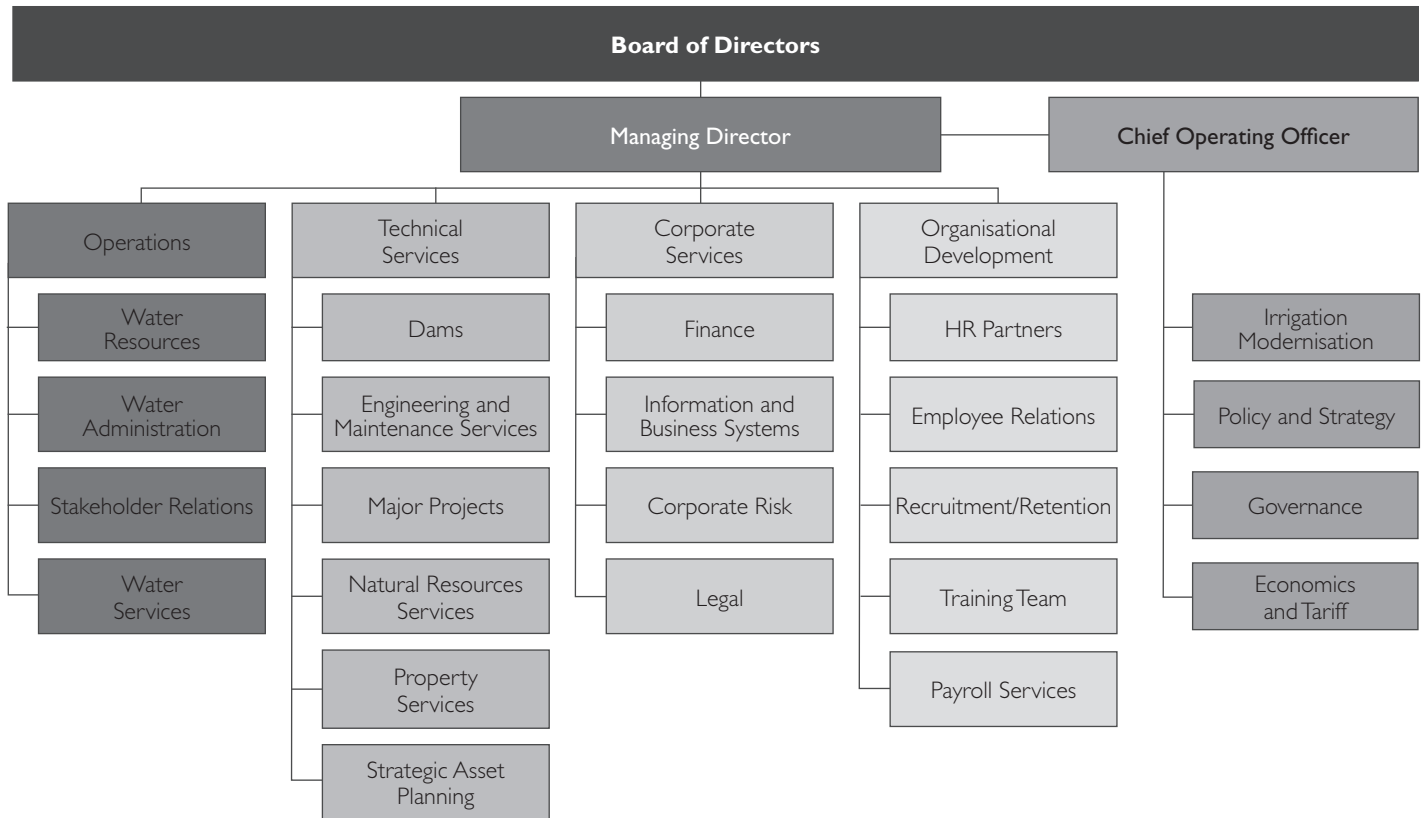 Board of Directors
Managing Director
Chief Operating Officer
Operations
Water
Resources
Water
Administration
Stakeholder Relations
Water
Services
Technical
Services
Dams
Engineering and
Maintenance Services
Major Projects
Natural Resources
Services
Property
Services
Strategic Asset
Planning
Corporate
Services
Finance
Information and
Business Systems
Corporate Risk
Legal
Organisational
Development
HR Partners
Employee Relations
Recruitment/Retention
Training Team
Payroll Services
Irrigation
Modernisation
Policy and Strategy
Governance
Economics
and Tariff